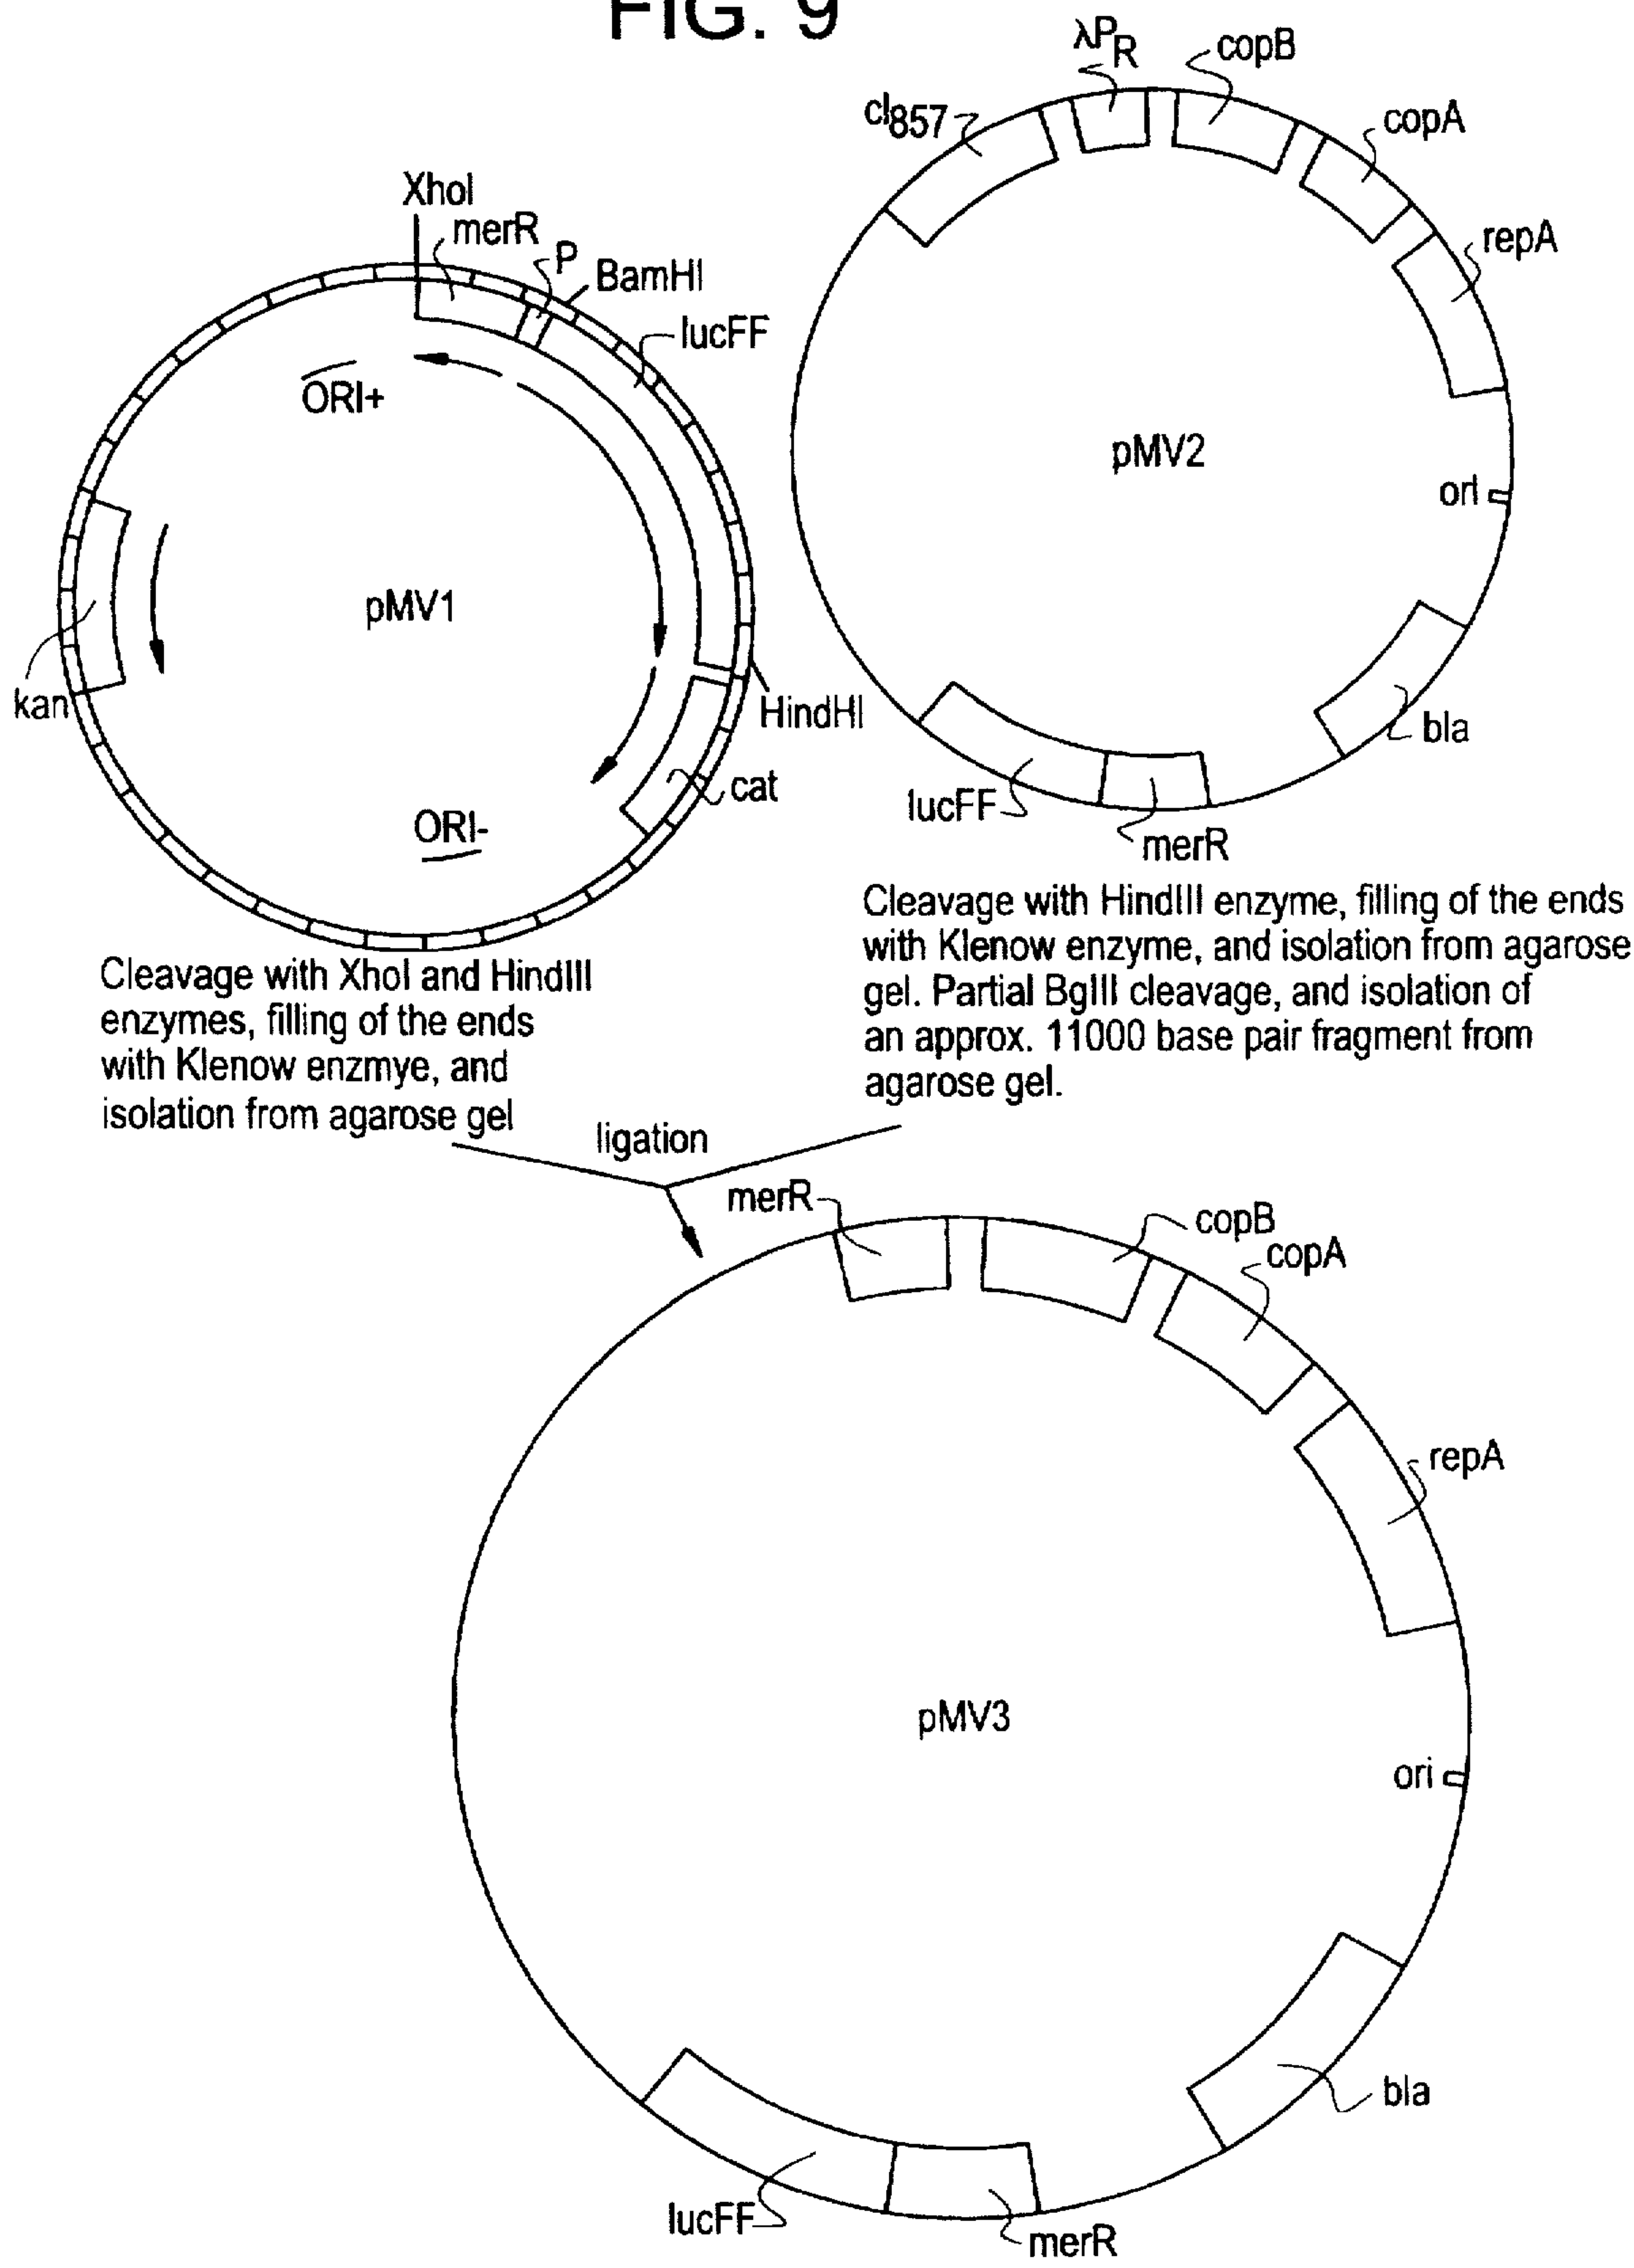 FIG. 9
XhoI
merR
P
BamHI
lucFF
ORI+
pMV1
kan
HindHI
cat
ORI-
cI857
λPR
copB
copA
repA
pMV2
orI
bla
lucFF
merR
Cleavage with XhoI and HindIII
enzymes, filling of the ends
with Klenow enzmye, and
isolation from agarose gel
Cleavage with HindIII enzyme, filling of the ends
with Klenow enzyme, and isolation from agarose
gel. Partial BglII cleavage, and isolation of
an approx. 11000 base pair fragment from
agarose gel.
ligation
merR
copB
copA
repA
pMV3
ori
bla
lucFF
merR